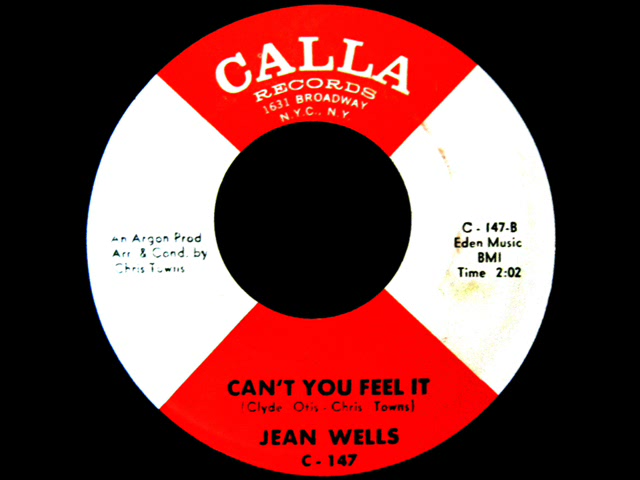 CALLA
RECORDS
1631 BROADWAY
N.Y.C., N.Y.
An Argon Prod
Arr. & Cond. by
Chris Towns
C - 147-B
Eden Music
BMI
Time 2:02
CAN'T YOU FEEL IT
(Clyde Otis - Chris Towns)
JEAN WELLS
C - 147